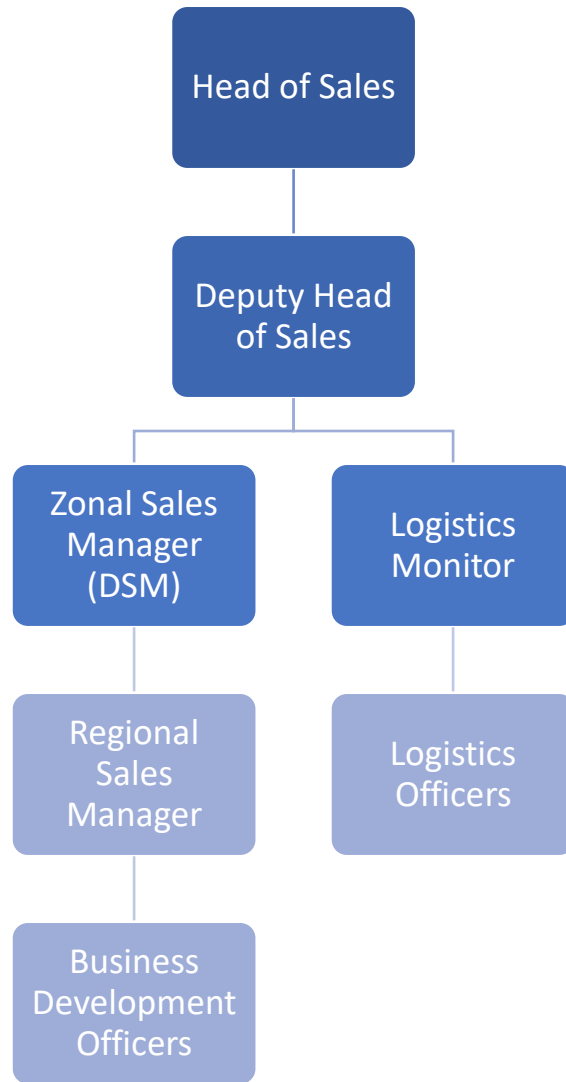 Head of Sales
Deputy Head
of Sales
Zonal Sales
Manager
(DSM)
Logistics
Monitor
Regional
Sales
Manager
Logistics
Officers
Business
Development
Officers